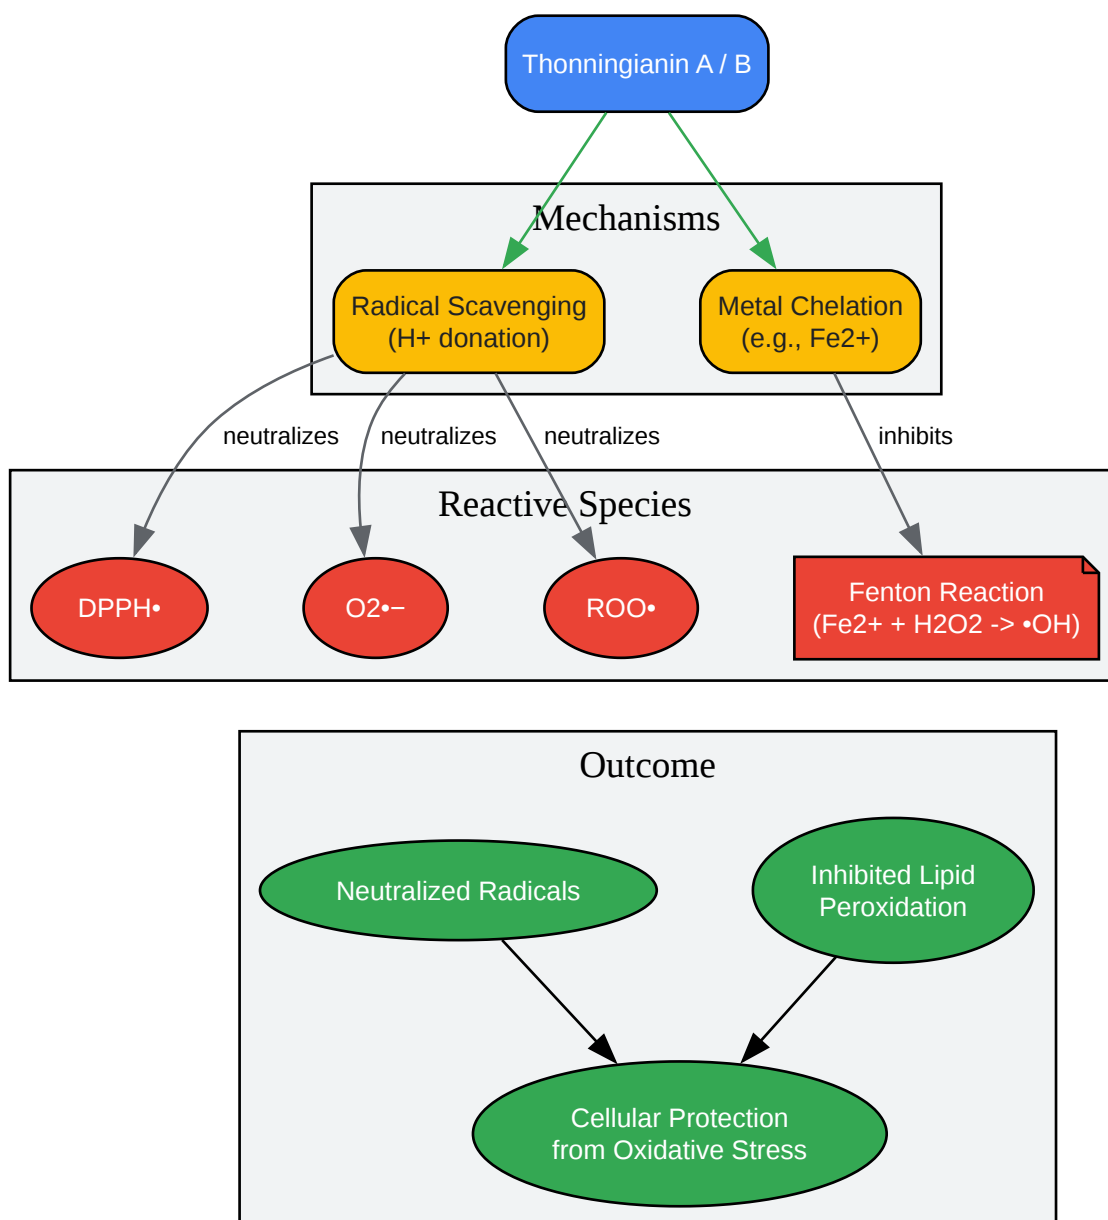 Thonningianin A / B
Mechanisms
Radical Scavenging
(H+ donation)
Metal Chelation
(e.g., Fe2+)
neutralizes
neutralizes
neutralizes
inhibits
Reactive Species
DPPH•
O2•−
ROO•
Fenton Reaction
(Fe2+ + H2O2 -> •OH)
Outcome
Neutralized Radicals
Inhibited Lipid
Peroxidation
Cellular Protection
from Oxidative Stress